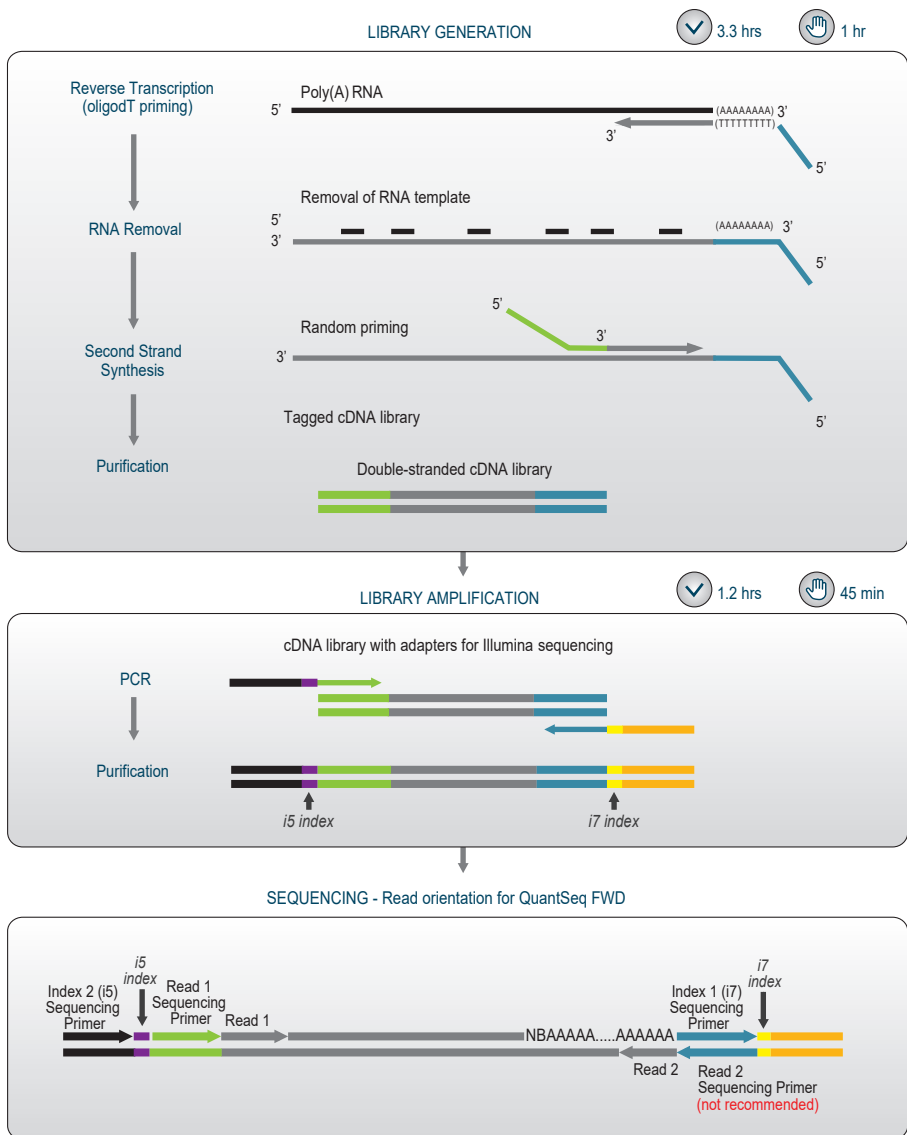 LIBRARY GENERATION
3.3 hrs
1 hr
Reverse Transcription
(oligodT priming)
Poly(A) RNA
5’
(AAAAAAAA)
3’
3’
(TTTTTTTTT)
5’
RNA Removal
Removal of RNA template
5’
3’
(AAAAAAAA)
3’
5’
Second Strand
Synthesis
Random priming
5’
3’
3’
5’
Tagged cDNA library
Purification
Double-stranded cDNA library
LIBRARY AMPLIFICATION
1.2 hrs
45 min
cDNA library with adapters for Illumina sequencing
PCR
Purification
i5 index
i7 index
SEQUENCING - Read orientation for QuantSeq FWD
Index 2 (i5)
Sequencing
Primer
i5
index
Read 1
Sequencing
Primer
Read 1
NBAAAAA.....AAAAAA
Index 1 (i7)
Sequencing
Primer
i7
index
Read 2
Read 2
Sequencing Primer
(not recommended)